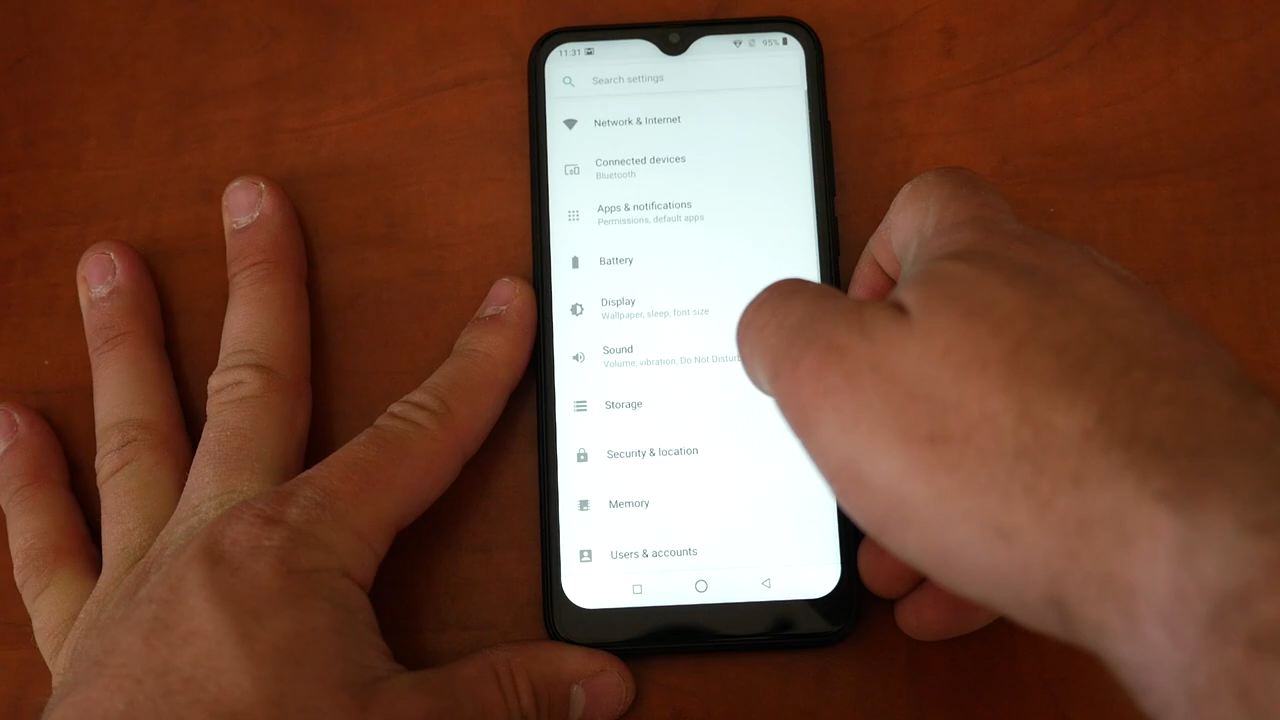 11:31
95%
Search settings
Network & Internet
Connected devices
Bluetooth
Apps & notifications
Permissions, default apps
Battery
Display
Wallpaper, sleep, font size
Sound
Volume, vibration, Do Not Disturb
Storage
Security & location
Memory
Users & accounts